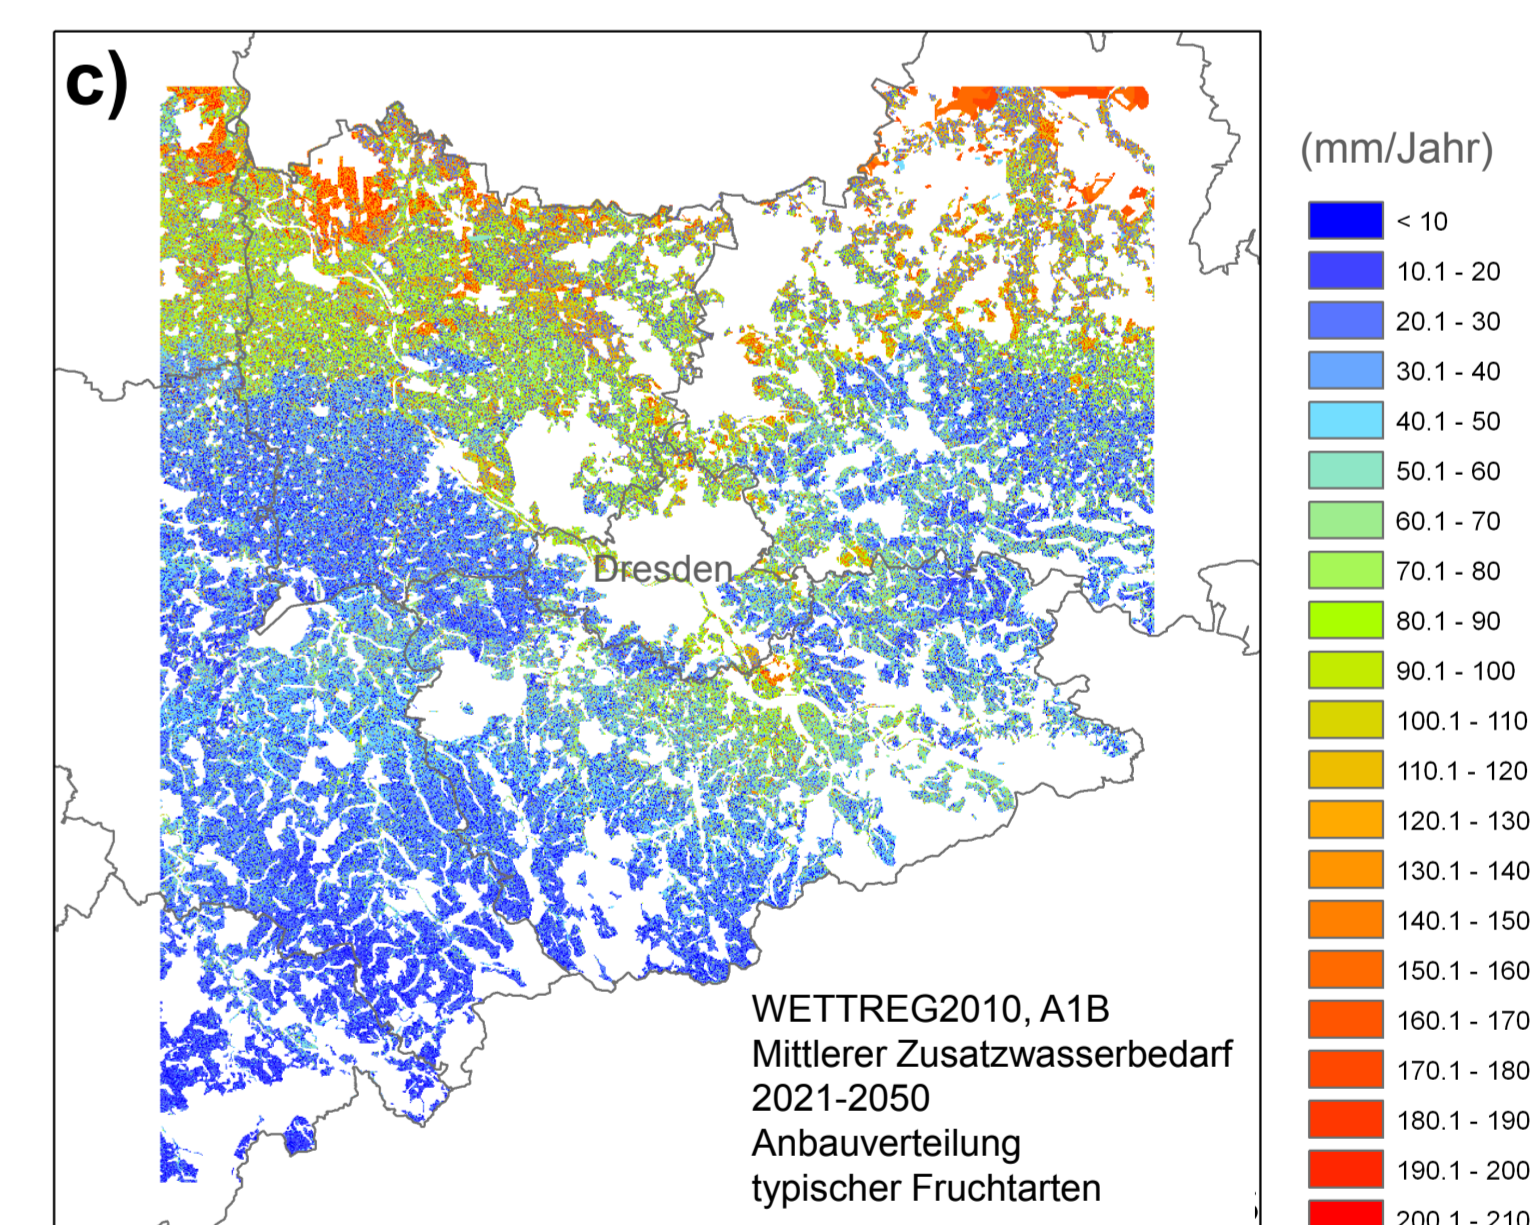 c)
(mm/Jahr)
< 10
10.1 - 20
20.1 - 30
30.1 - 40
40.1 - 50
50.1 - 60
60.1 - 70
70.1 - 80
80.1 - 90
90.1 - 100
100.1 - 110
110.1 - 120
120.1 - 130
130.1 - 140
140.1 - 150
150.1 - 160
160.1 - 170
170.1 - 180
180.1 - 190
190.1 - 200
200.1 - 210
Dresden
WETTREG2010, A1B
Mittlerer Zusatzwasserbedarf
2021-2050
Anbauverteilung
typischer Fruchtarten